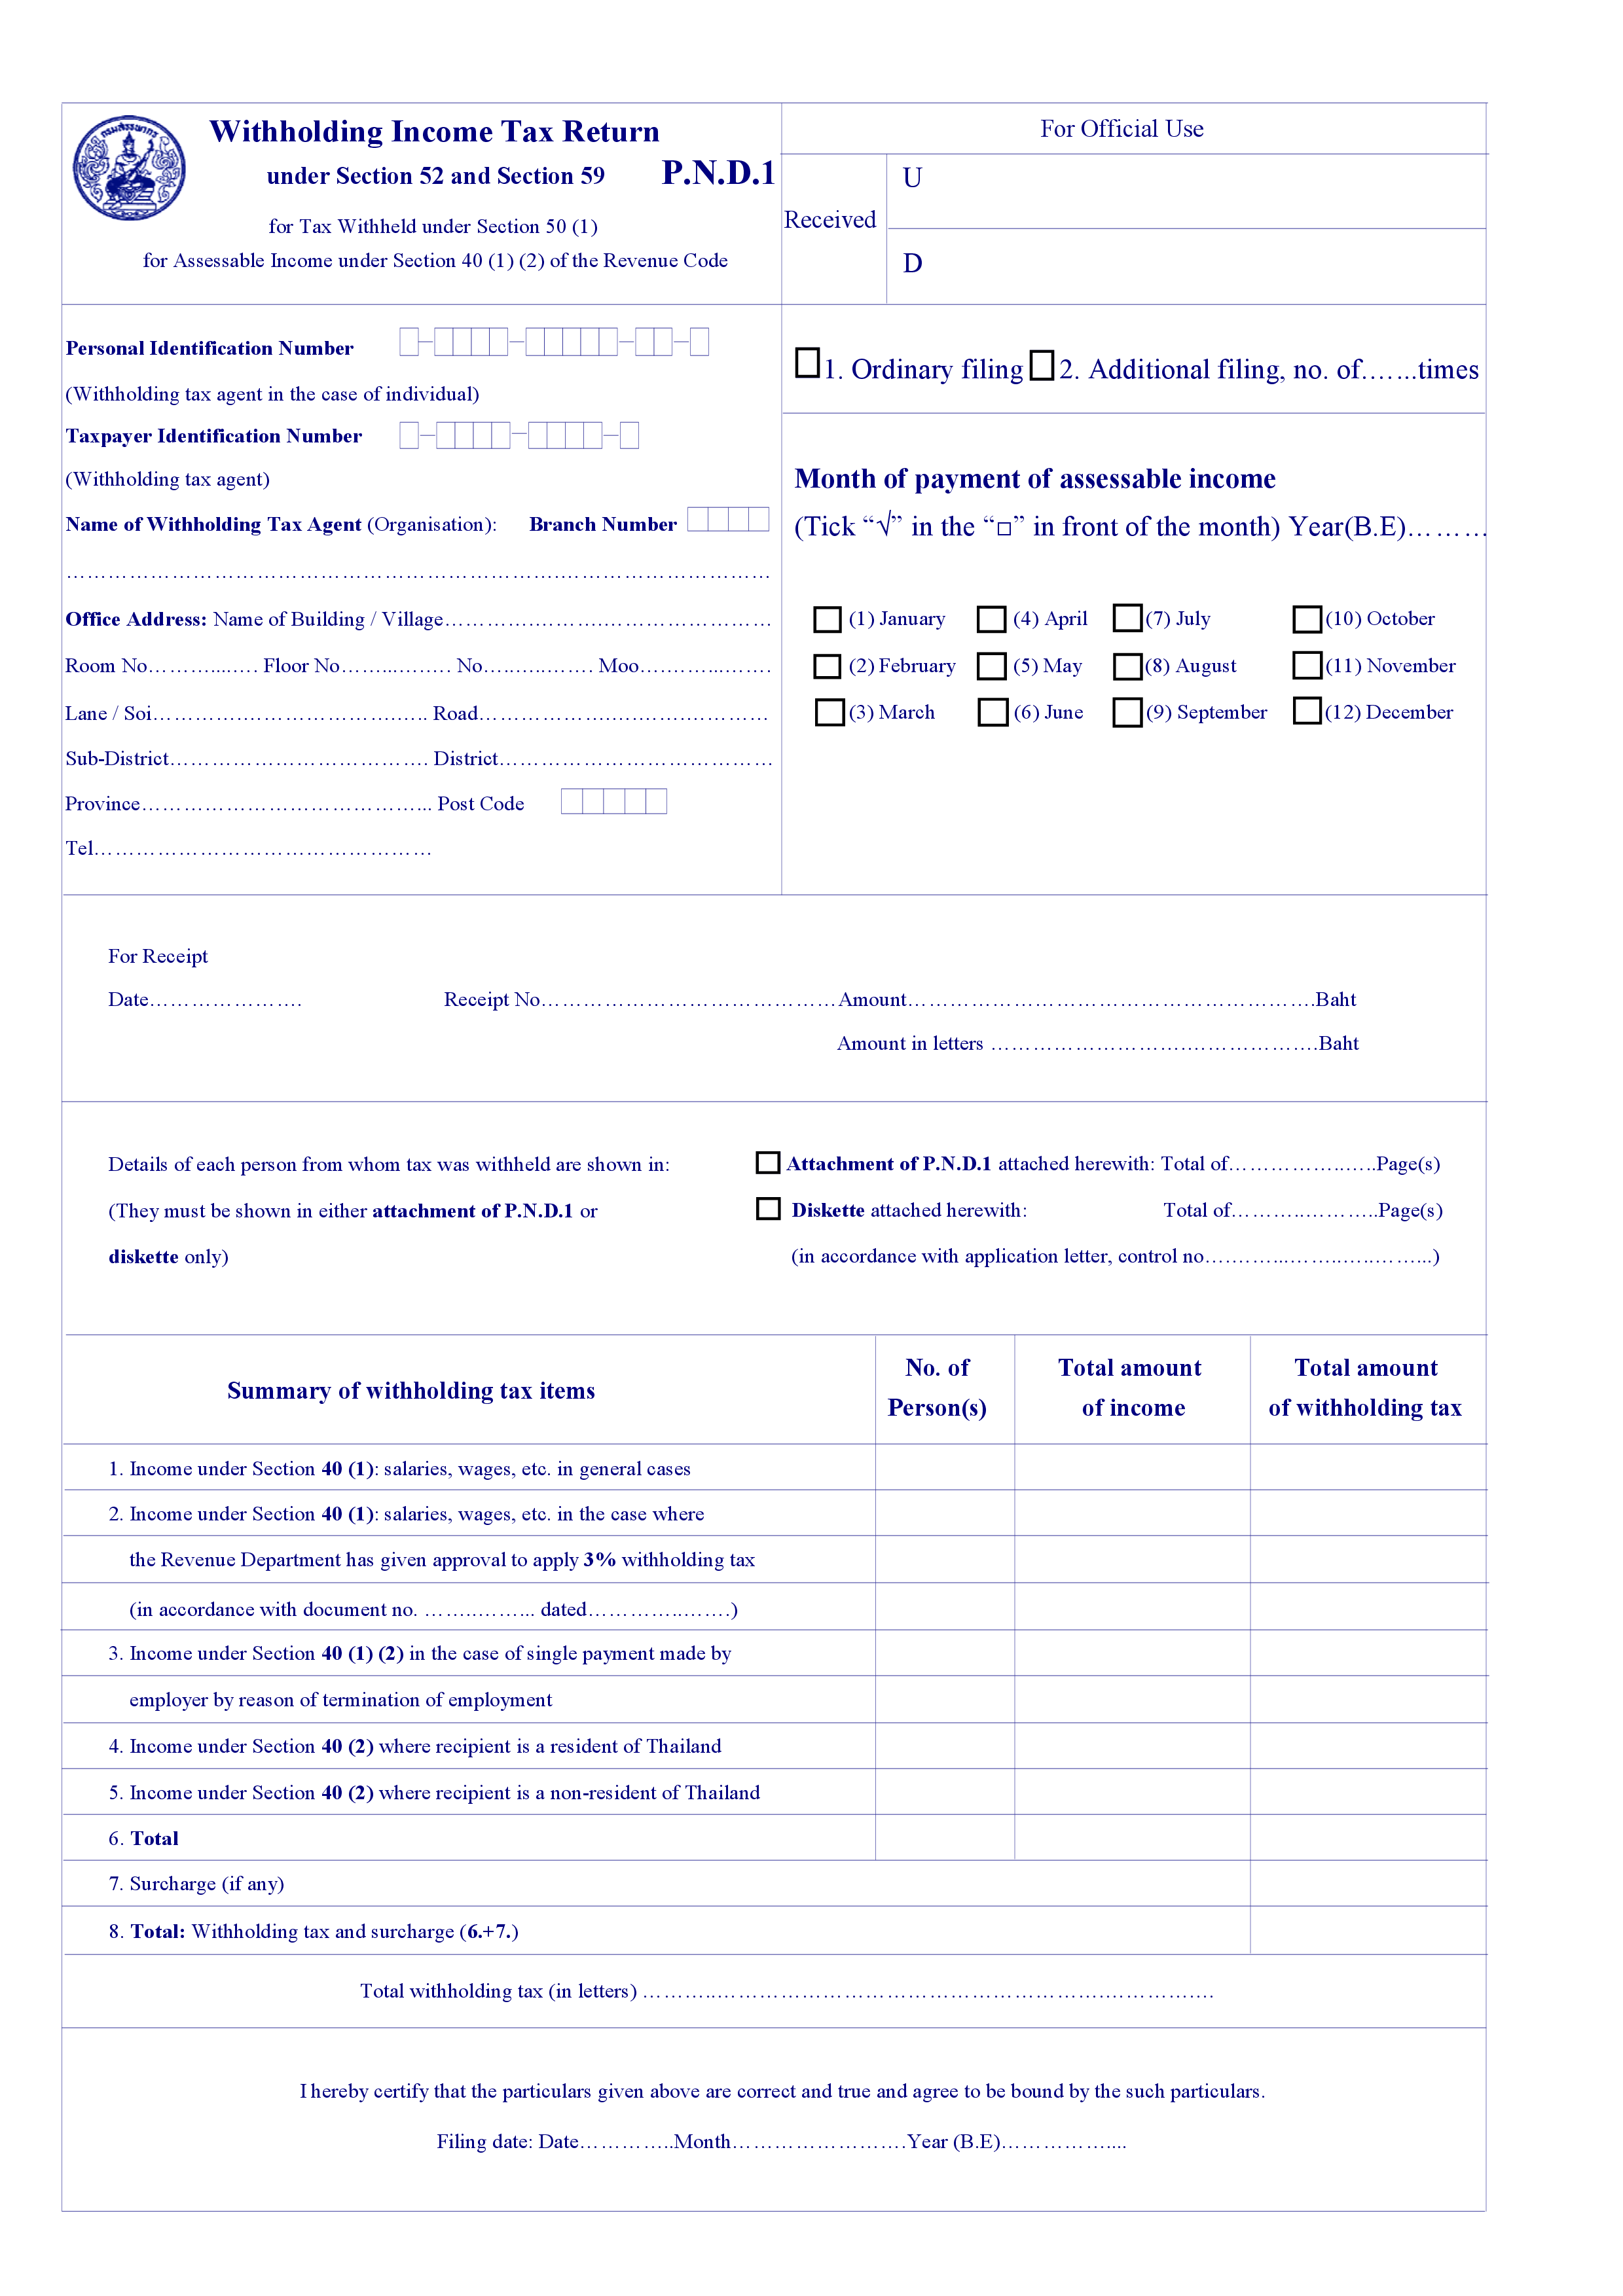 กรมสรรพากร
Withholding Income Tax Return
under Section 52 and Section 59
P.N.D.1
for Tax Withheld under Section 50 (1)
for Assessable Income under Section 40 (1) (2) of the Revenue Code
For Official Use
Received
U
D
Personal Identification Number
(Withholding tax agent in the case of individual)
Taxpayer Identification Number
(Withholding tax agent)
Name of Withholding Tax Agent (Organisation): Branch Number
……………………………………………………………………………………
Office Address: Name of Building / Village……………………………………
Room No………...…… Floor No……...……… No…………… Moo………………
Lane / Soi………………………………… Road……………………………………
Sub-District………………………………. District…………………………………
Province…………………………………... Post Code
Tel…………………………………………
1. Ordinary filing 2. Additional filing, no. of…….times
Month of payment of assessable income
(Tick “√” in the “□” in front of the month) Year(B.E)………
(1) January (4) April (7) July (10) October
(2) February (5) May (8) August (11) November
(3) March (6) June (9) September (12) December
For Receipt
Date…………………. Receipt No……………………………………Amount………………………………………………….Baht
Amount in letters ……………………………………….Baht
Details of each person from whom tax was withheld are shown in:
(They must be shown in either attachment of P.N.D.1 or
diskette only)
Attachment of P.N.D.1 attached herewith: Total of…………………Page(s)
Diskette attached herewith: Total of…………………Page(s)
(in accordance with application letter, control no…………………………...)
Summary of withholding tax items
No. of
Person(s)
Total amount
of income
Total amount
of withholding tax
1. Income under Section 40 (1): salaries, wages, etc. in general cases
2. Income under Section 40 (1): salaries, wages, etc. in the case where
the Revenue Department has given approval to apply 3% withholding tax
(in accordance with document no. ……………... dated…………………)
3. Income under Section 40 (1) (2) in the case of single payment made by
employer by reason of termination of employment
4. Income under Section 40 (2) where recipient is a resident of Thailand
5. Income under Section 40 (2) where recipient is a non-resident of Thailand
6. Total
7. Surcharge (if any)
8. Total: Withholding tax and surcharge (6.+7.)
Total withholding tax (in letters) ………………………………………………………………………
I hereby certify that the particulars given above are correct and true and agree to be bound by the such particulars.
Filing date: Date…………..Month…………………….Year (B.E)……………....